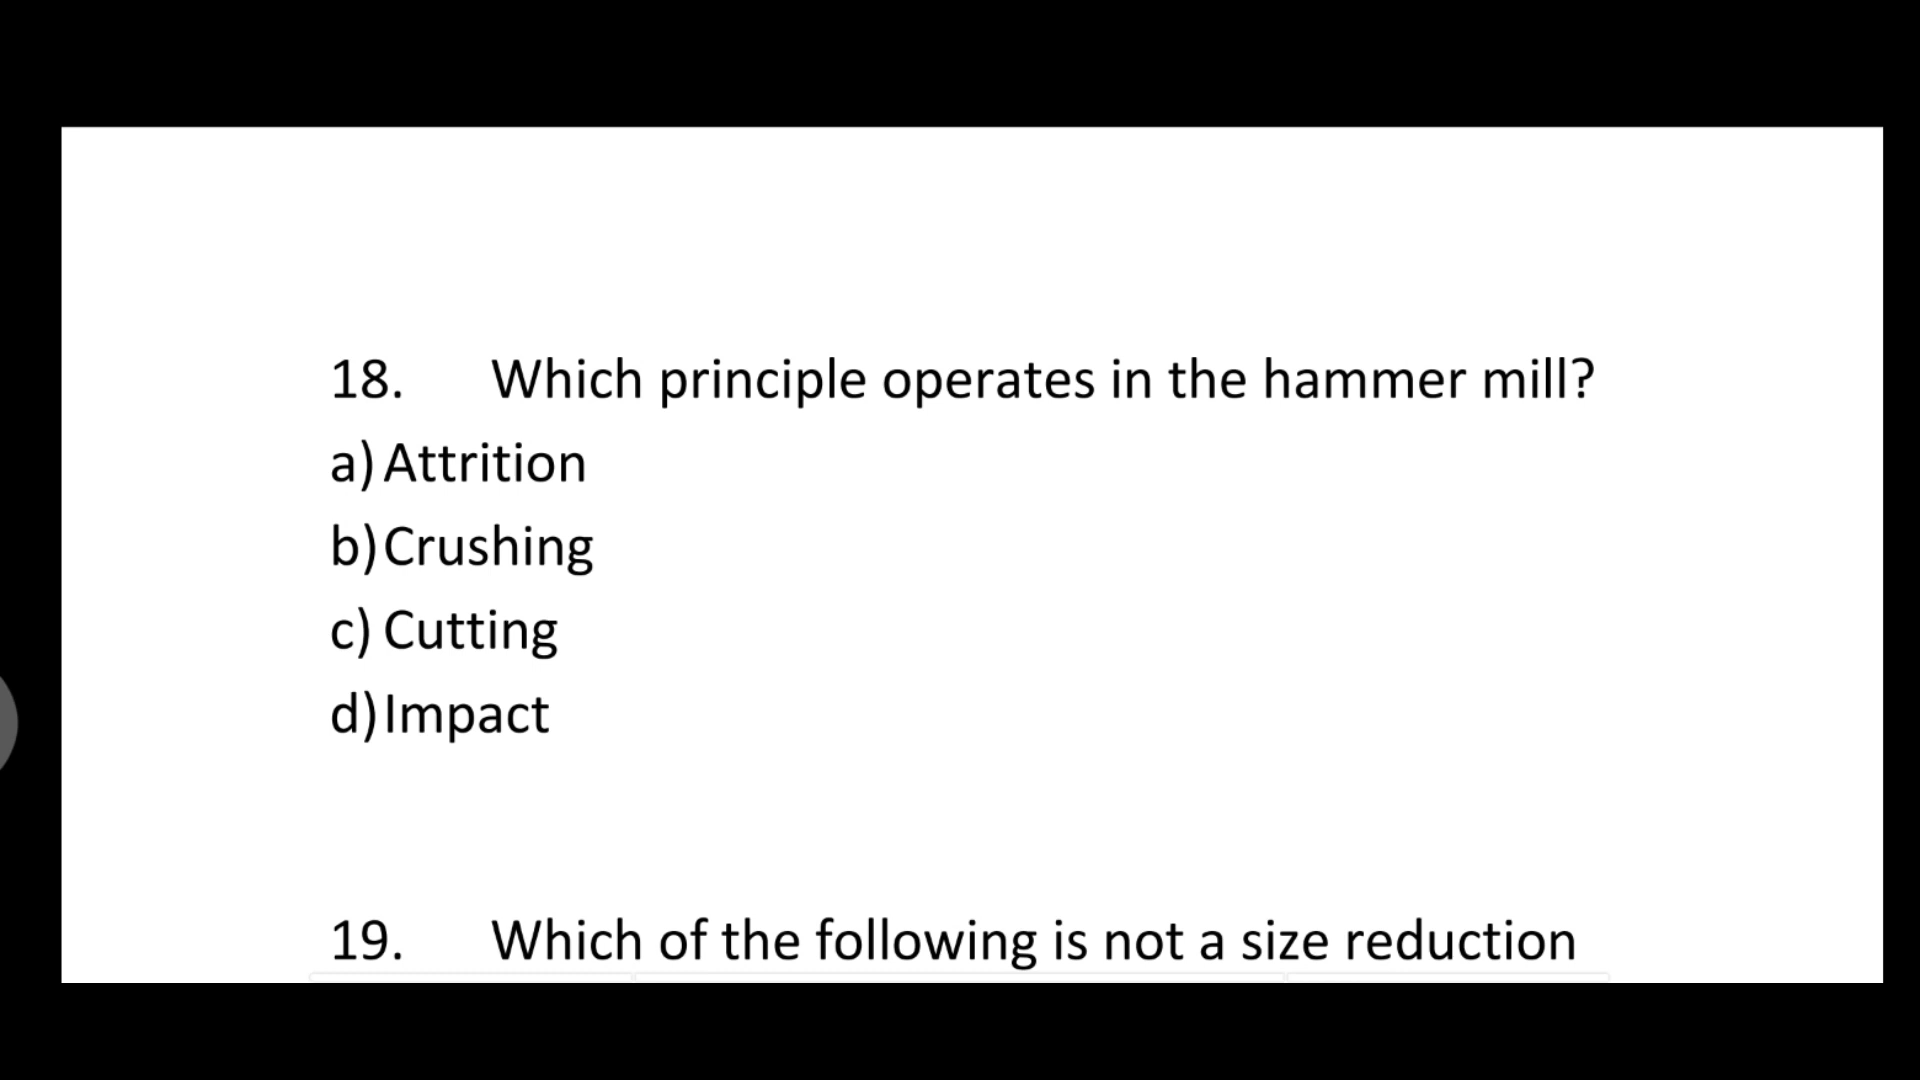 18. Which principle operates in the hammer mill?
a) Attrition
b) Crushing
c) Cutting
d) Impact
19. Which of the following is not a size reduction